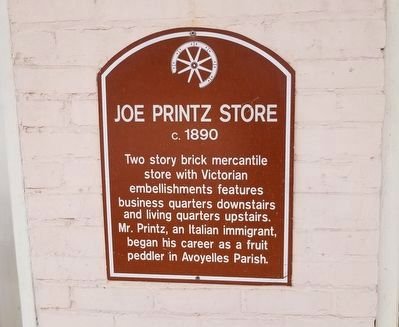 JOE PRINTZ STORE
c. 1890
Two story brick mercantile
store with Victorian
embellishments features
business quarters downstairs
and living quarters upstairs.
Mr. Printz, an Italian immigrant,
began his career as a fruit
peddler in Avoyelles Parish.